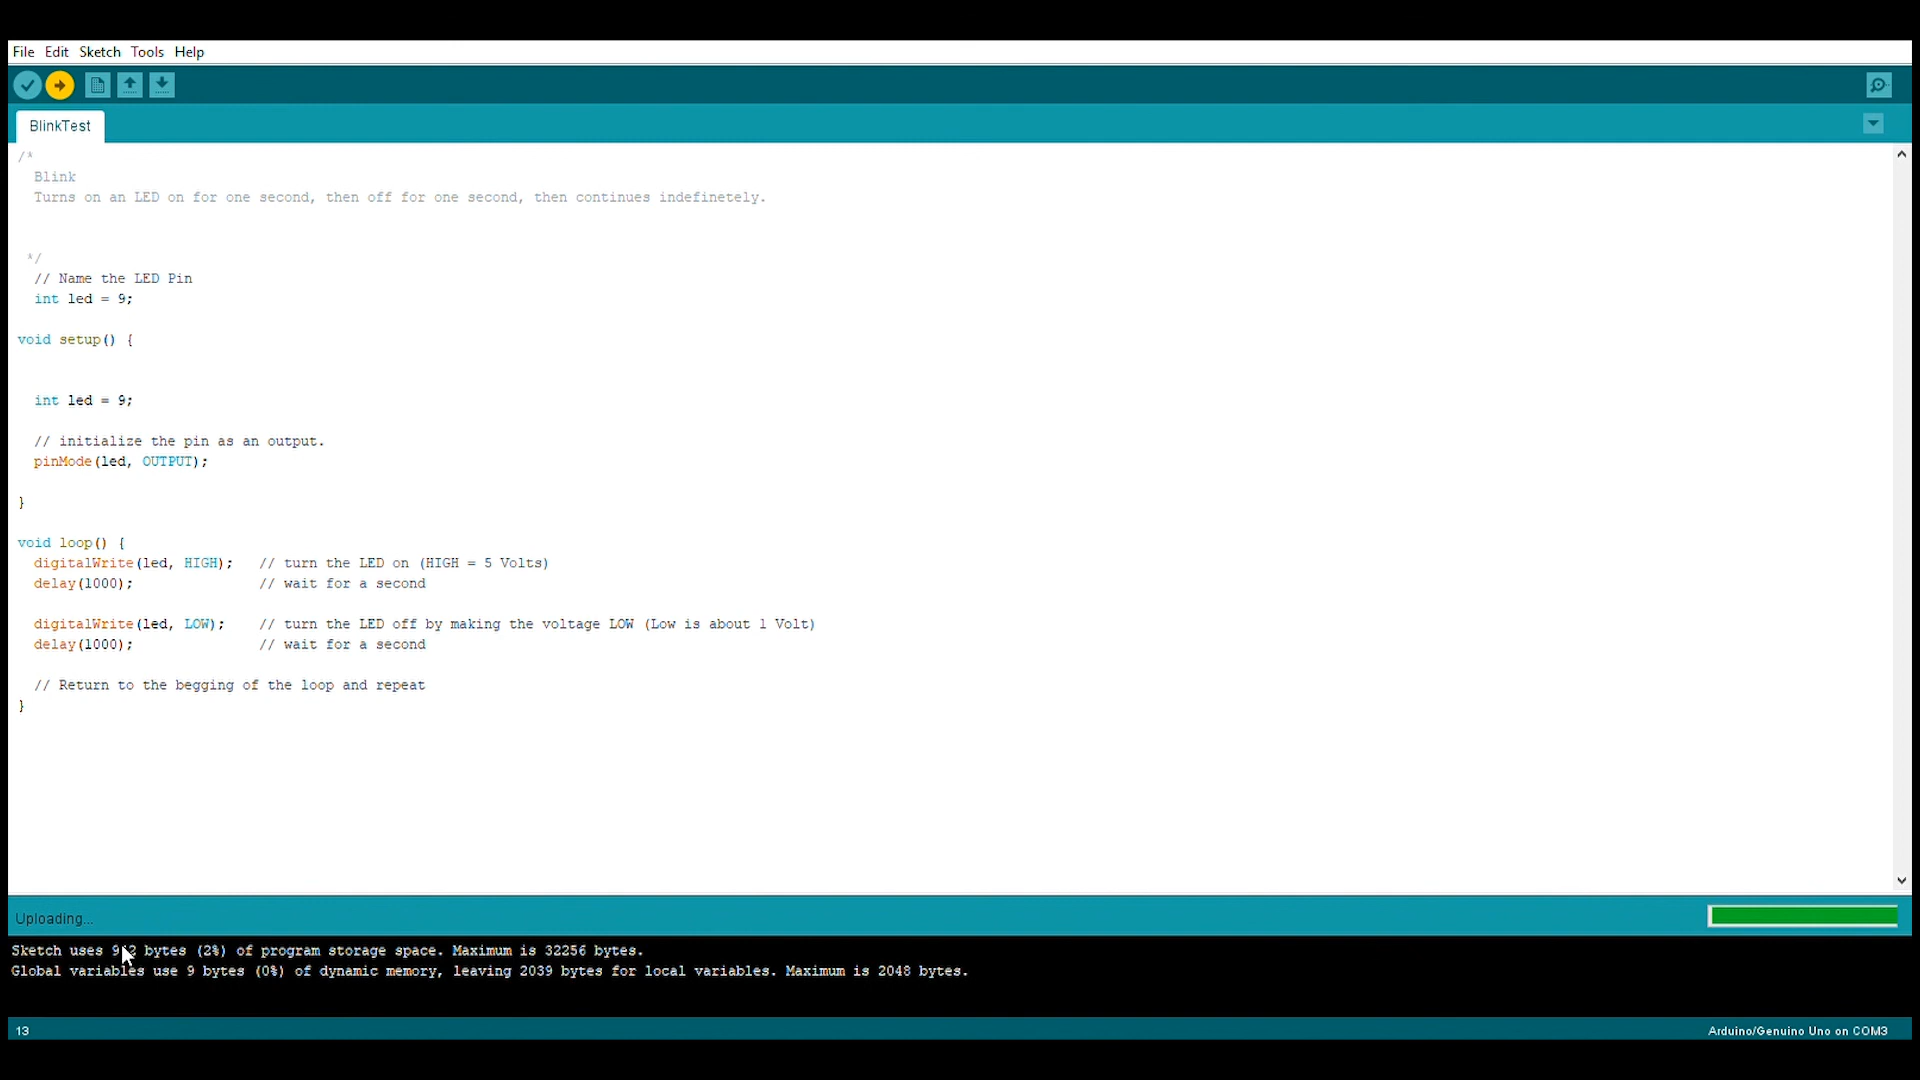 File Edit Sketch Tools Help
BlinkTest
/*
Blink
Turns on an LED on for one second, then off for one second, then continues indefinetely.
*/
// Name the LED Pin
int led = 9;
void setup() {
int led = 9;
// initialize the pin as an output.
pinMode(led, OUTPUT);
}
void loop() {
digitalWrite(led, HIGH); // turn the LED on (HIGH = 5 Volts)
delay(1000); // wait for a second
digitalWrite(led, LOW); // turn the LED off by making the voltage LOW (Low is about 1 Volt)
delay(1000); // wait for a second
// Return to the begging of the loop and repeat
}
Uploading...
Sketch uses bytes (2%) of program storage space. Maximum is 32256 bytes.
Global variables use 9 bytes (0%) of dynamic memory, leaving 2039 bytes for local variables. Maximum is 2048 bytes.
13 Arduino/Genuino Uno on COM3